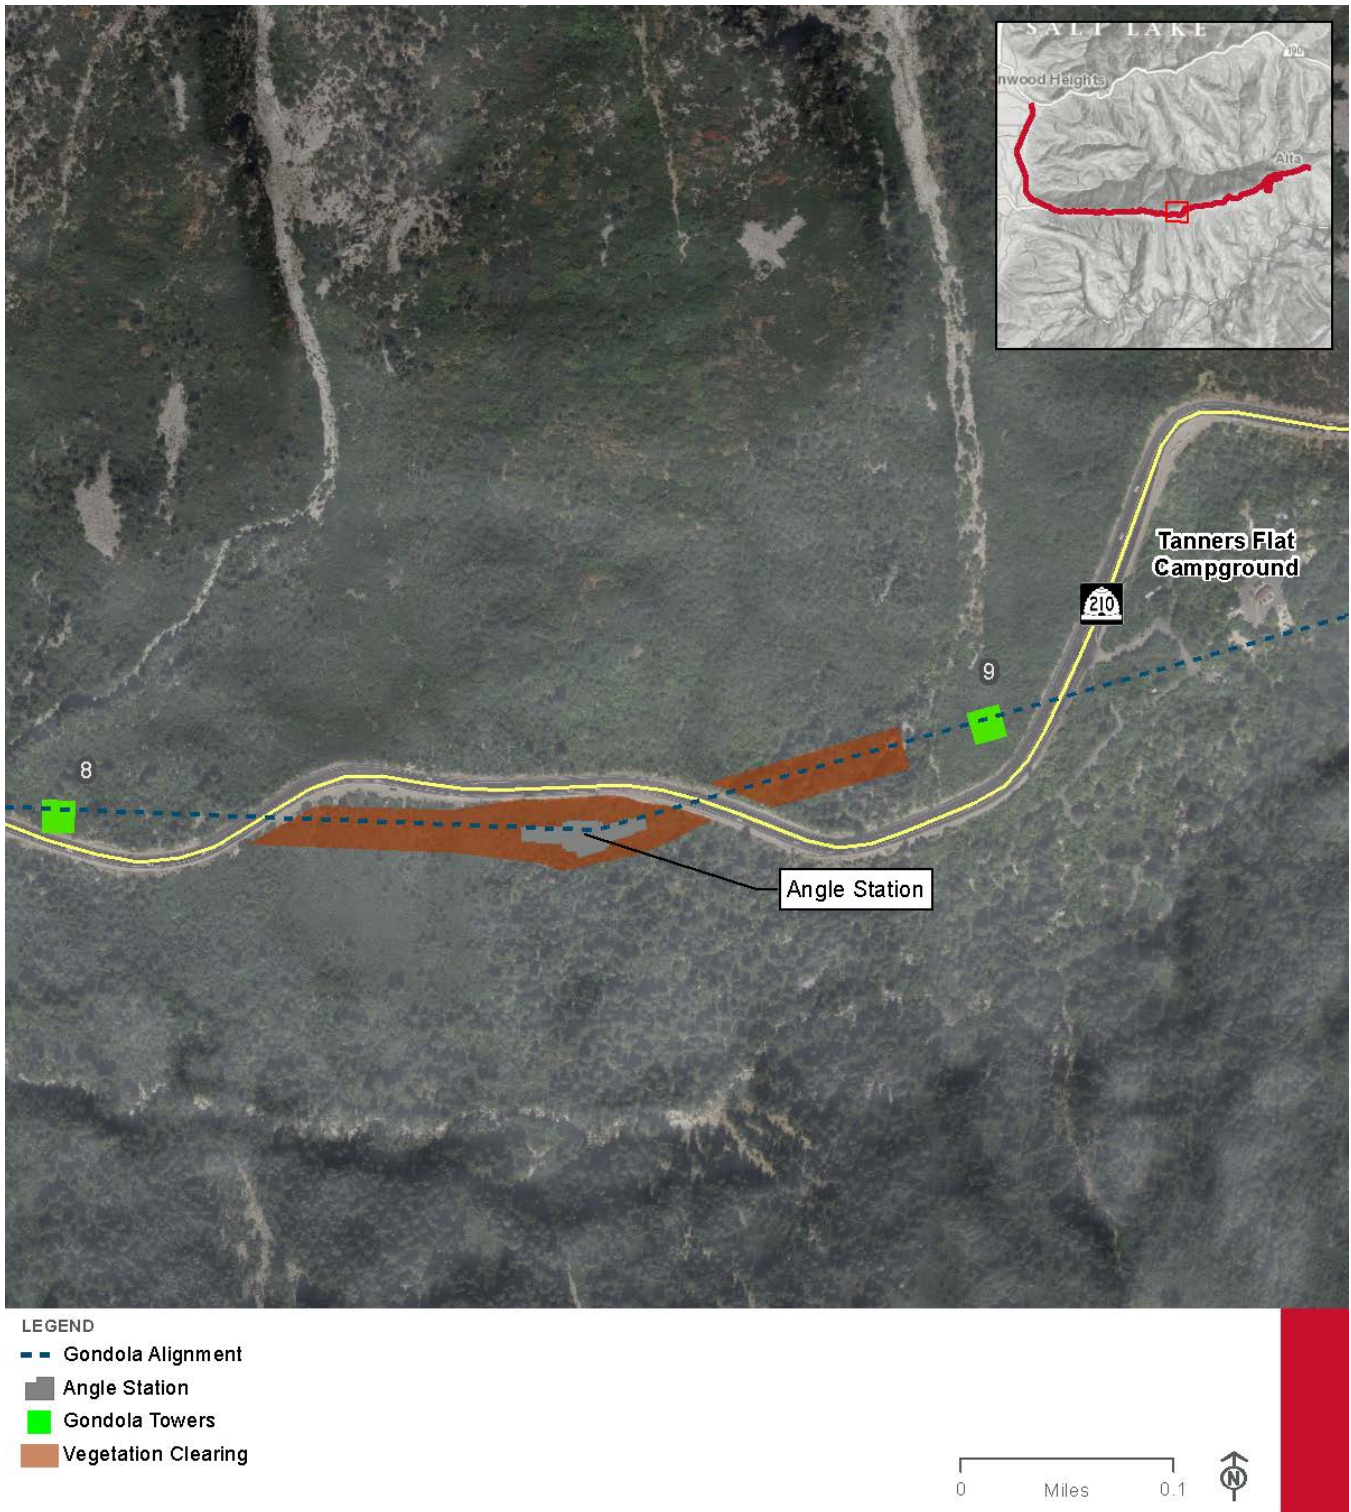 SALT LAKE
190
nwood Heights
Alta
Tanners Flat
Campground
210
9
8
Angle Station
LEGEND
Gondola Alignment
Angle Station
Gondola Towers
Vegetation Clearing
0 Miles 0.1
N